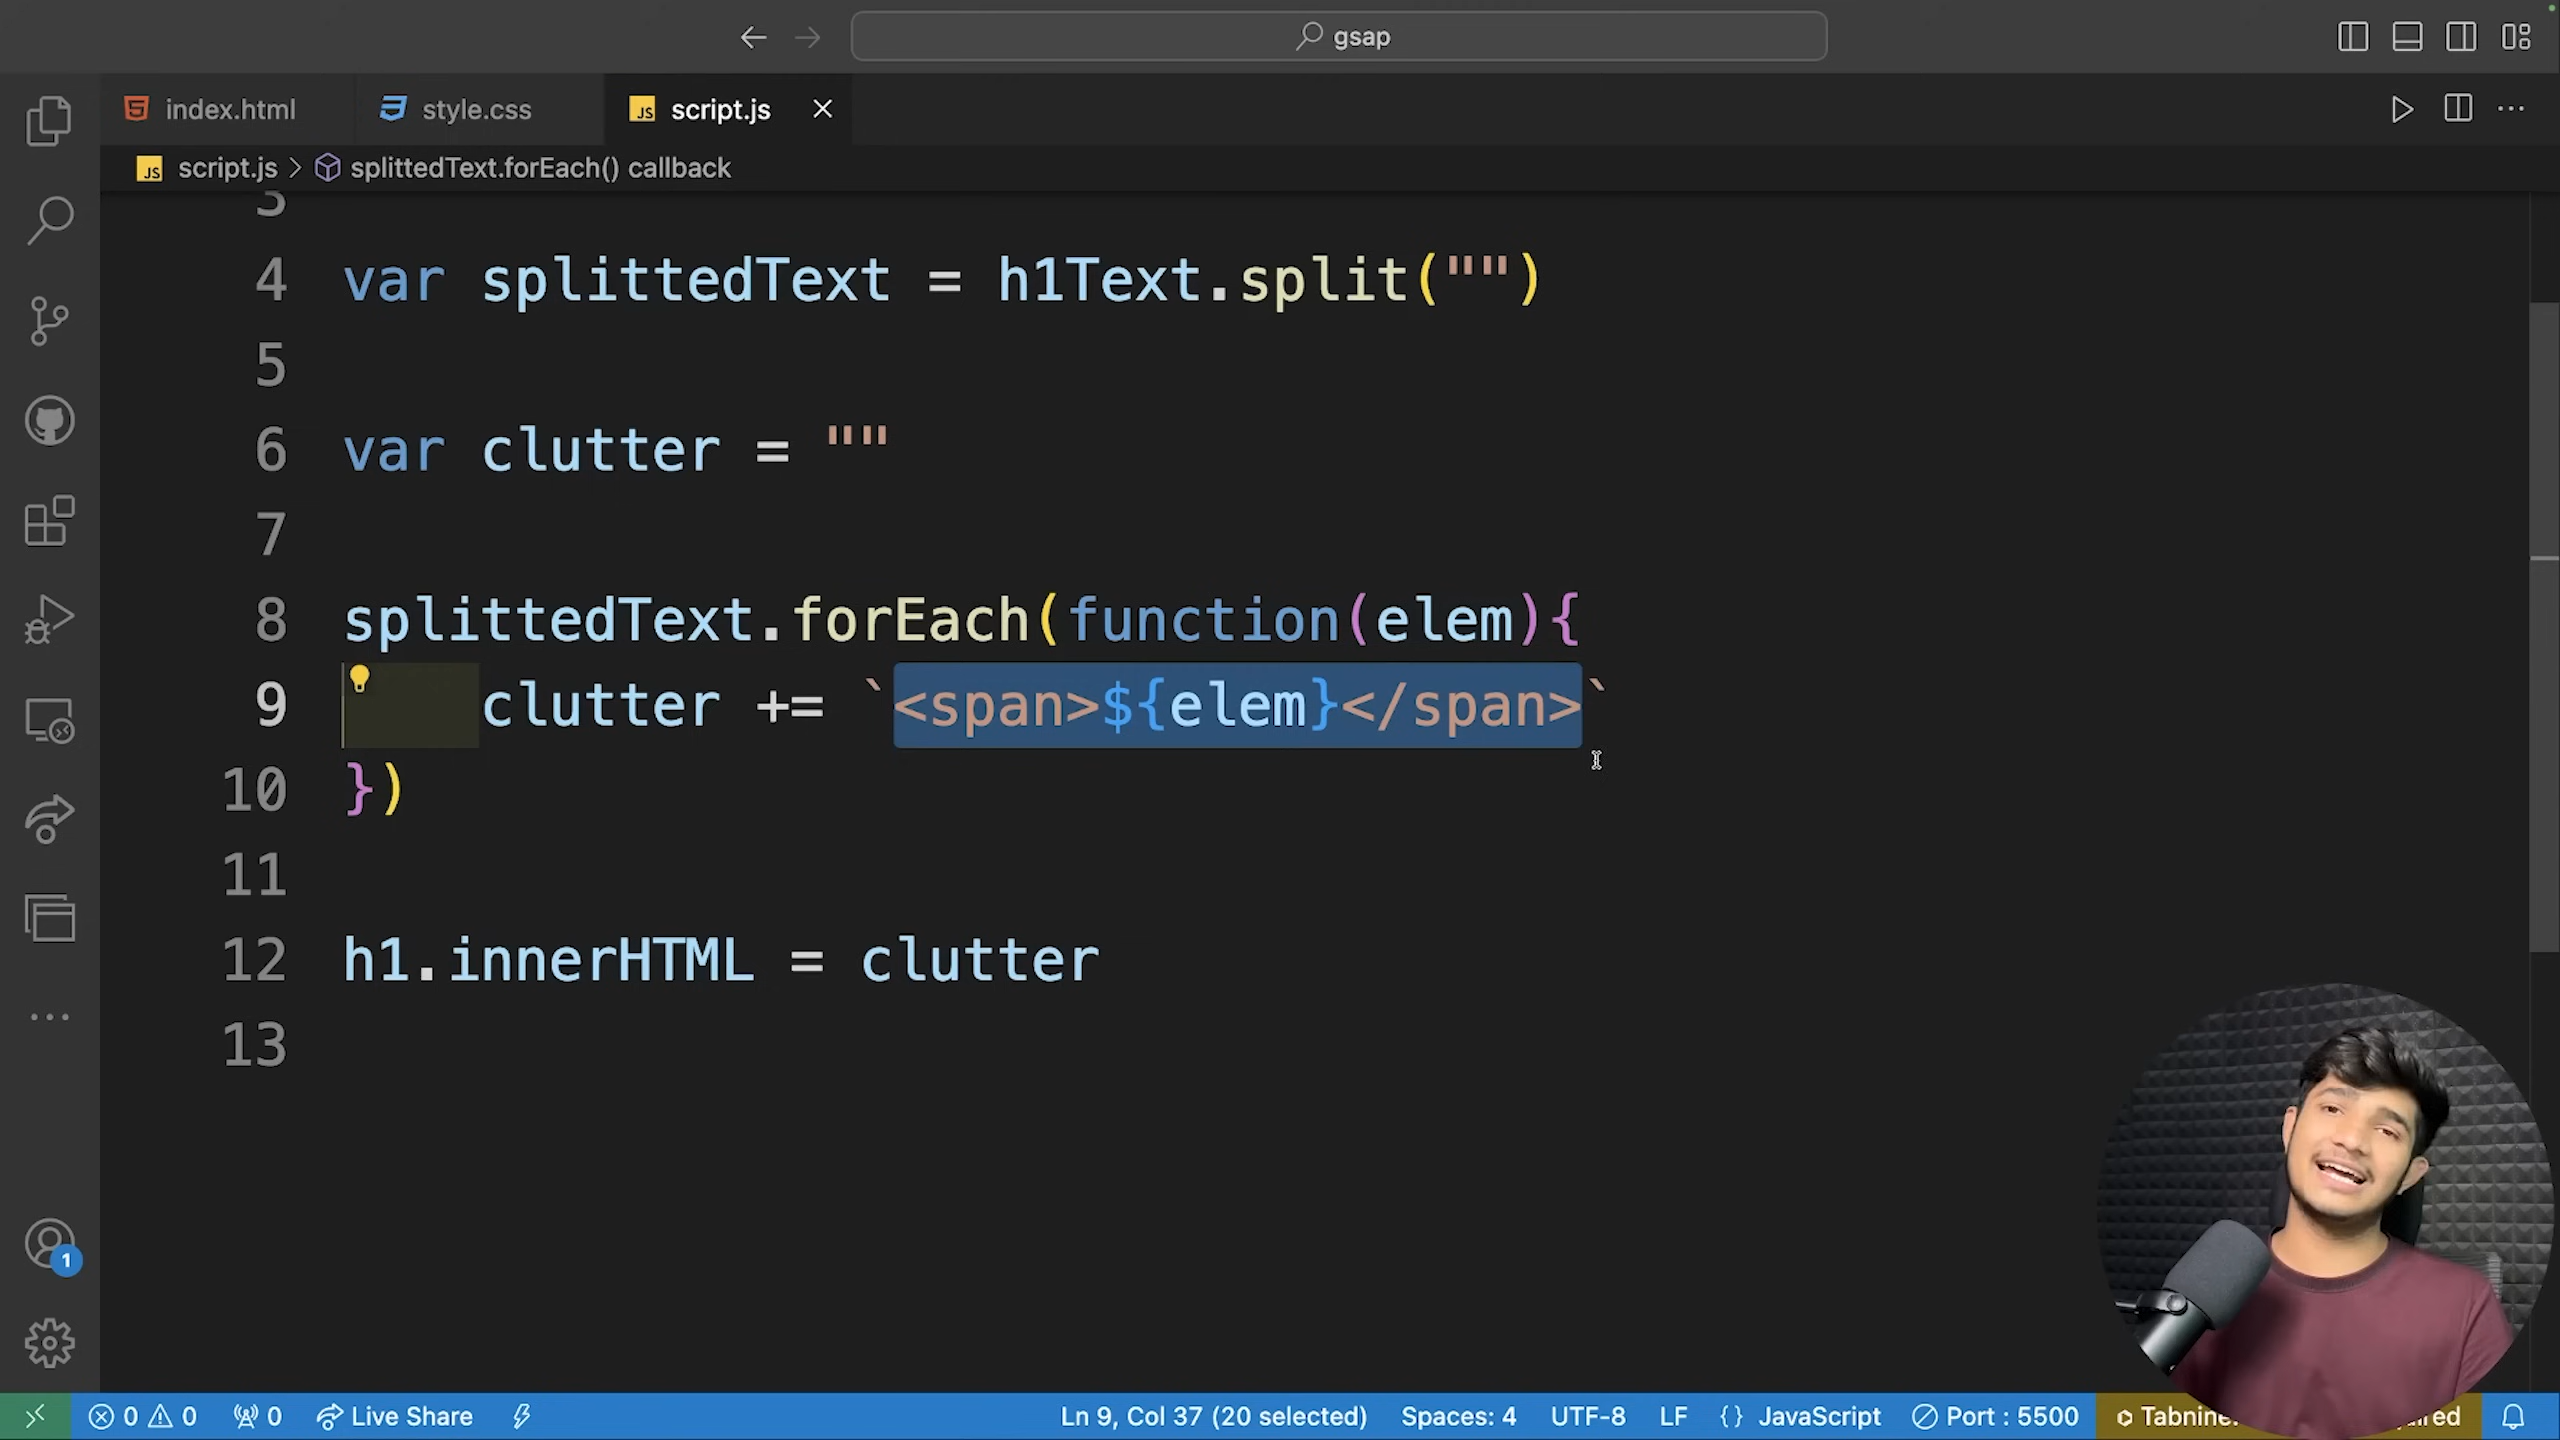 gsap
index.html
style.css
JS script.js
JS script.js > splittedText.forEach() callback
3
4 var splittedText = h1Text.split("")
5
6 var clutter = ""
7
8 splittedText.forEach(function(elem){
9 clutter += `<span>${elem}</span>`
10 })
11
12 h1.innerHTML = clutter
13
1
0 0 0 Live Share Ln 9, Col 37 (20 selected) Spaces: 4 UTF-8 LF {} JavaScript Port : 5500